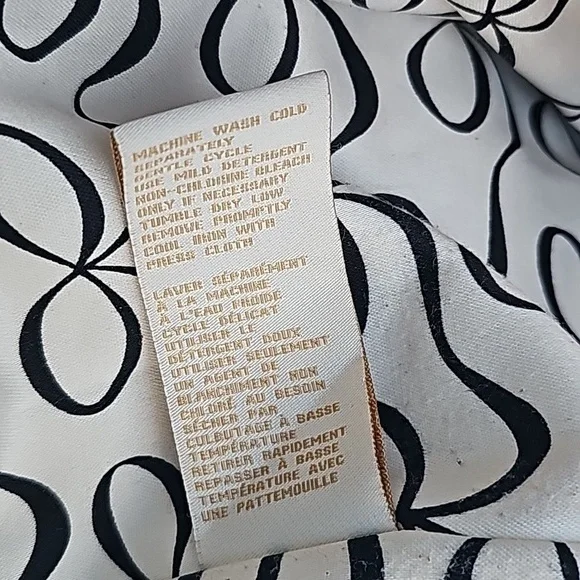 MACHINE WASH COLD
SEPARATELY
GENTLE CYCLE
USE MILD DETERGENT
NON-CHLORINE BLEACH
ONLY IF NECESSARY
TUMBLE DRY LOW
REMOVE PROMPTLY
COOL IRON WITH
PRESS CLOTH
LAVER SÉPARÉMENT
À LA MACHINE
À L'EAU FROIDE
CYCLE DÉLICAT
UTILISER LE
DÉTERGENT DOUX
UTILISER SEULEMENT
UN AGENT DE
BLANCHIMENT NON
CHLORÉ AU BESOIN
SÉCHER PAR
CULBUTAGE À BASSE
TEMPÉRATURE
RETIRER RAPIDEMENT
REPASSER À BASSE
TEMPÉRATURE AVEC
UNE PATTEMOUILLE